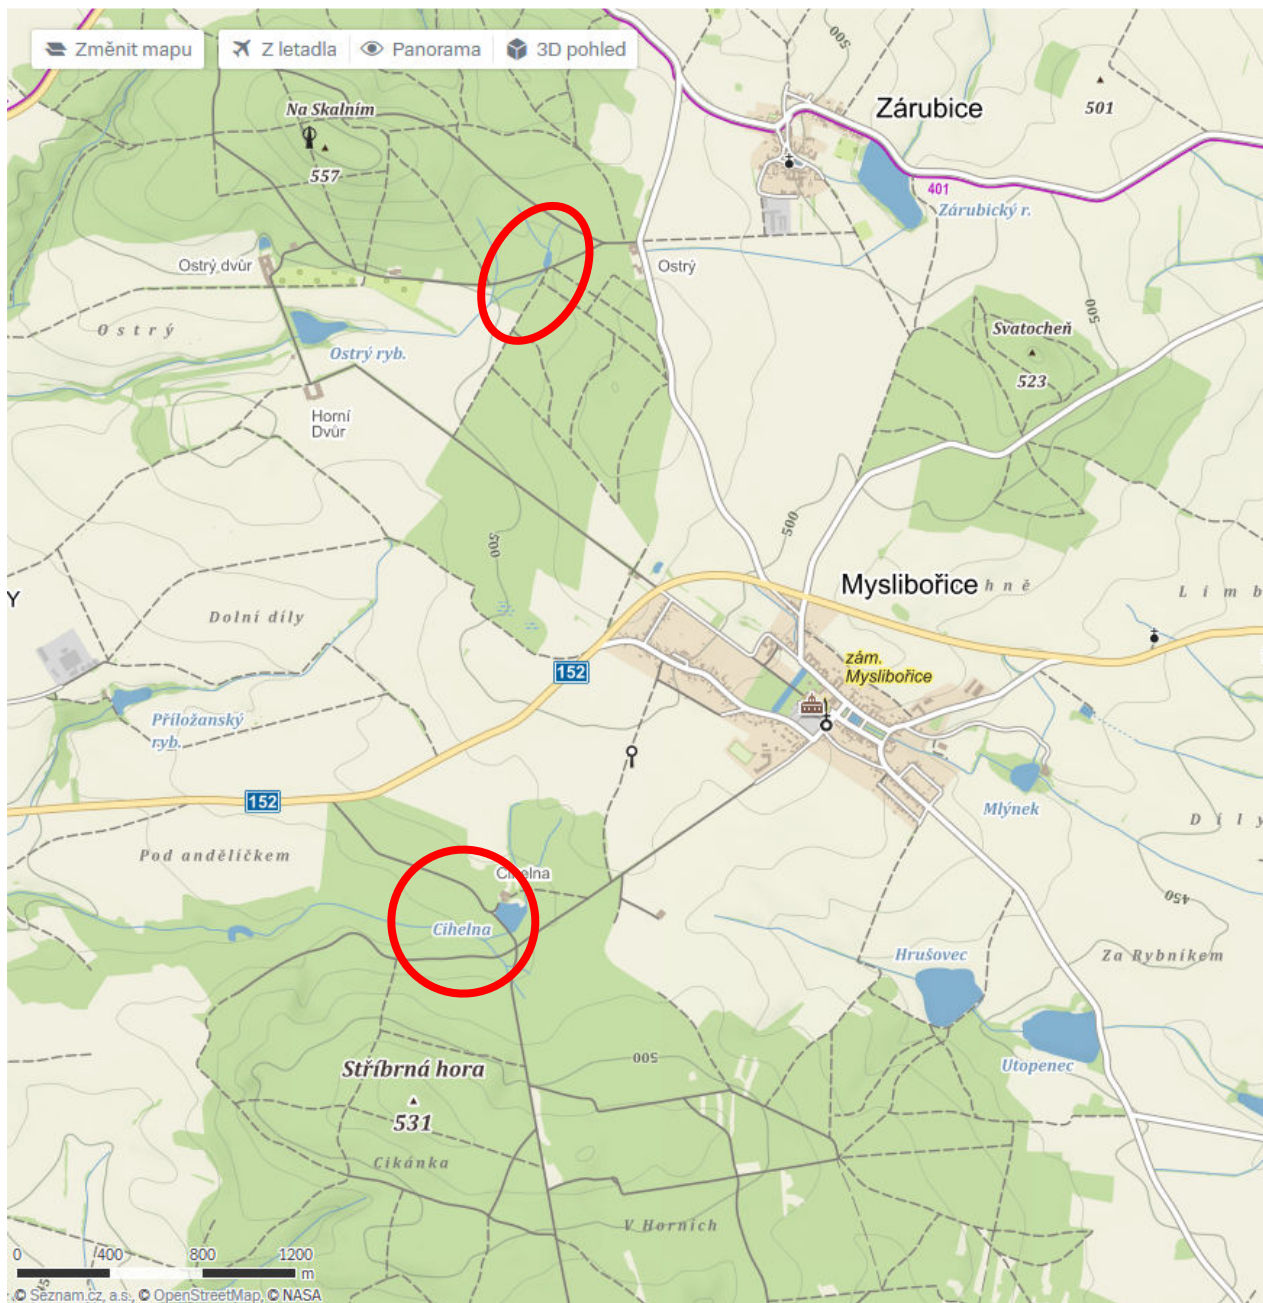 Změnit mapu
Z letadla
Panorama
3D pohled
500
Na Skalním
557
Zárubice
501
401
Zárubický r.
Ostrý dvůr
Ostrý
Ostrý
Ostrý ryb.
500
Svatocheň
523
Horní
Dvůr
500
500
Myslibořice
h n ě
L i m b
Y
Dolní díly
zám.
Myslibořice
152
Příložanský
ryb.
152
Mlýnek
D í l y
Pod andělíčkem
Cihelna
Cihelna
450
Hrušovec
Za Rybníkem
500
Utopenec
Stříbrná hora
531
Cikánka
V Horních
0 400 800 1200
m
© Seznam.cz, a.s., © OpenStreetMap, © NASA